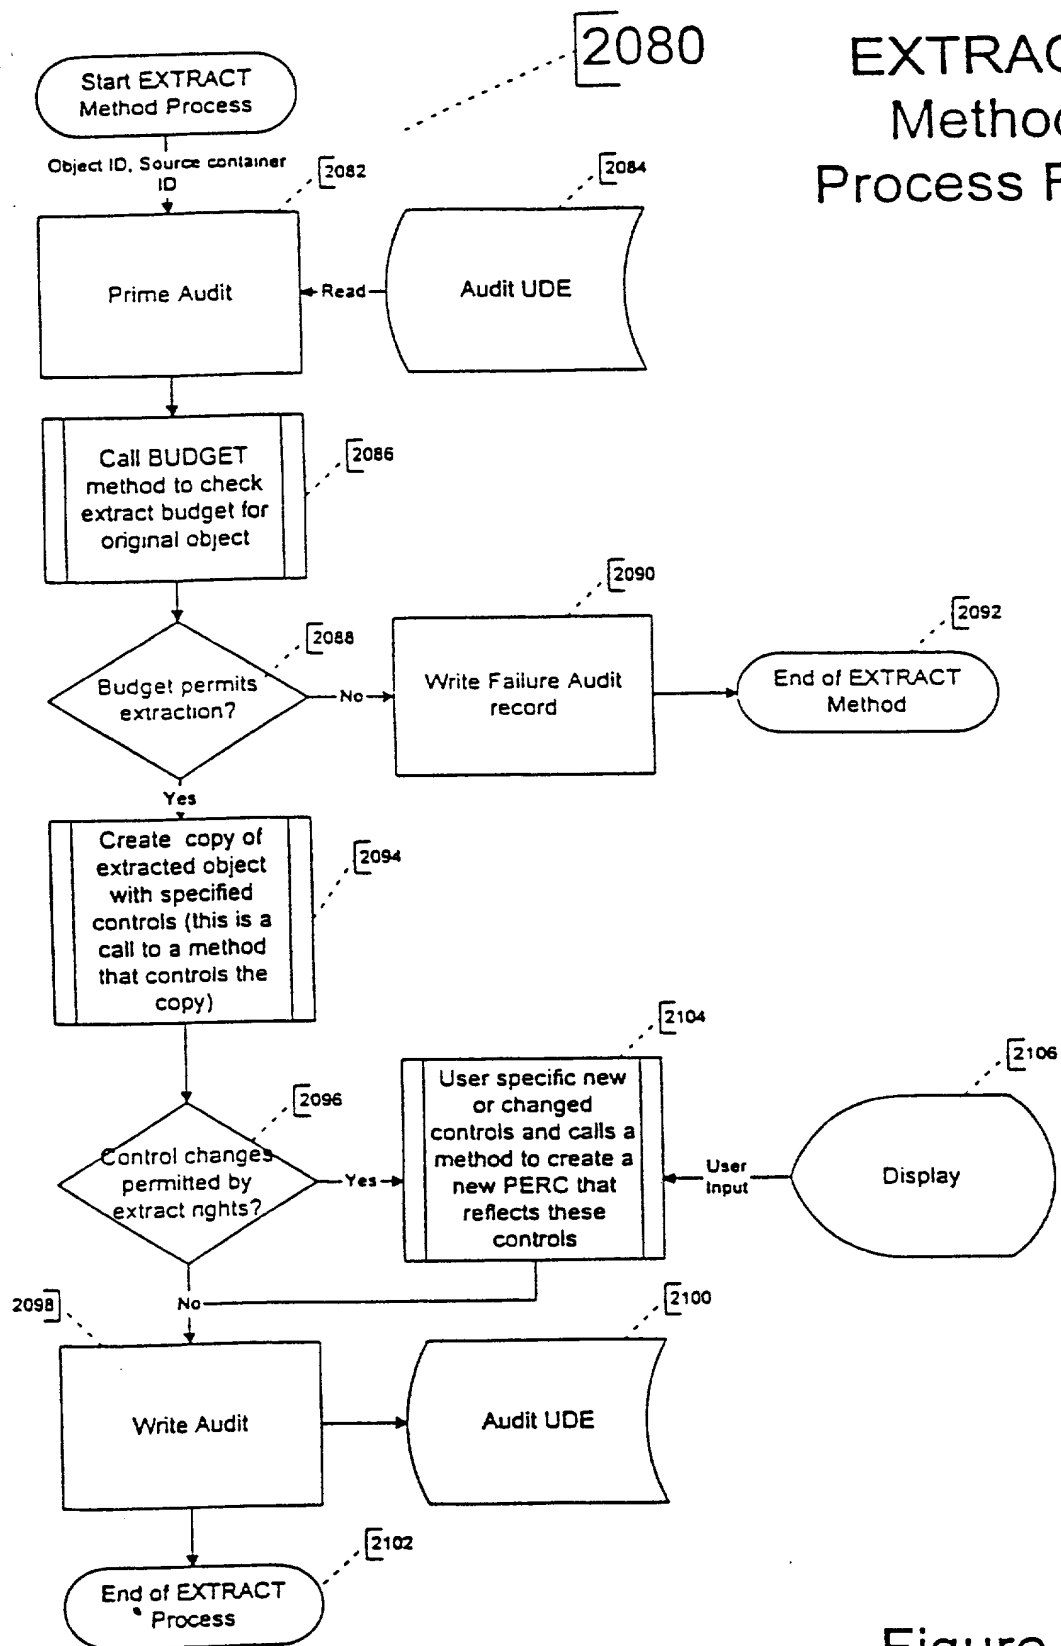 2080
EXTRAC
Method
Process F
Start EXTRACT
Method Process
Object ID, Source container
ID
2082
2084
Prime Audit
Read
Audit UDE
Call BUDGET
method to check
extract budget for
original object
2086
2088
Budget permits
extraction?
No
2090
Write Failure Audit
record
2092
End of EXTRACT
Method
Yes
Create copy of
extracted object
with specified
controls (this is a
call to a method
that controls the
copy)
2094
2096
Control changes
permitted by
extract rights?
Yes
2104
User specific new
or changed
controls and calls a
method to create a
new PERC that
reflects these
controls
User
Input
2106
Display
No
2098
Write Audit
2100
Audit UDE
2102
End of EXTRACT
Process
Figure